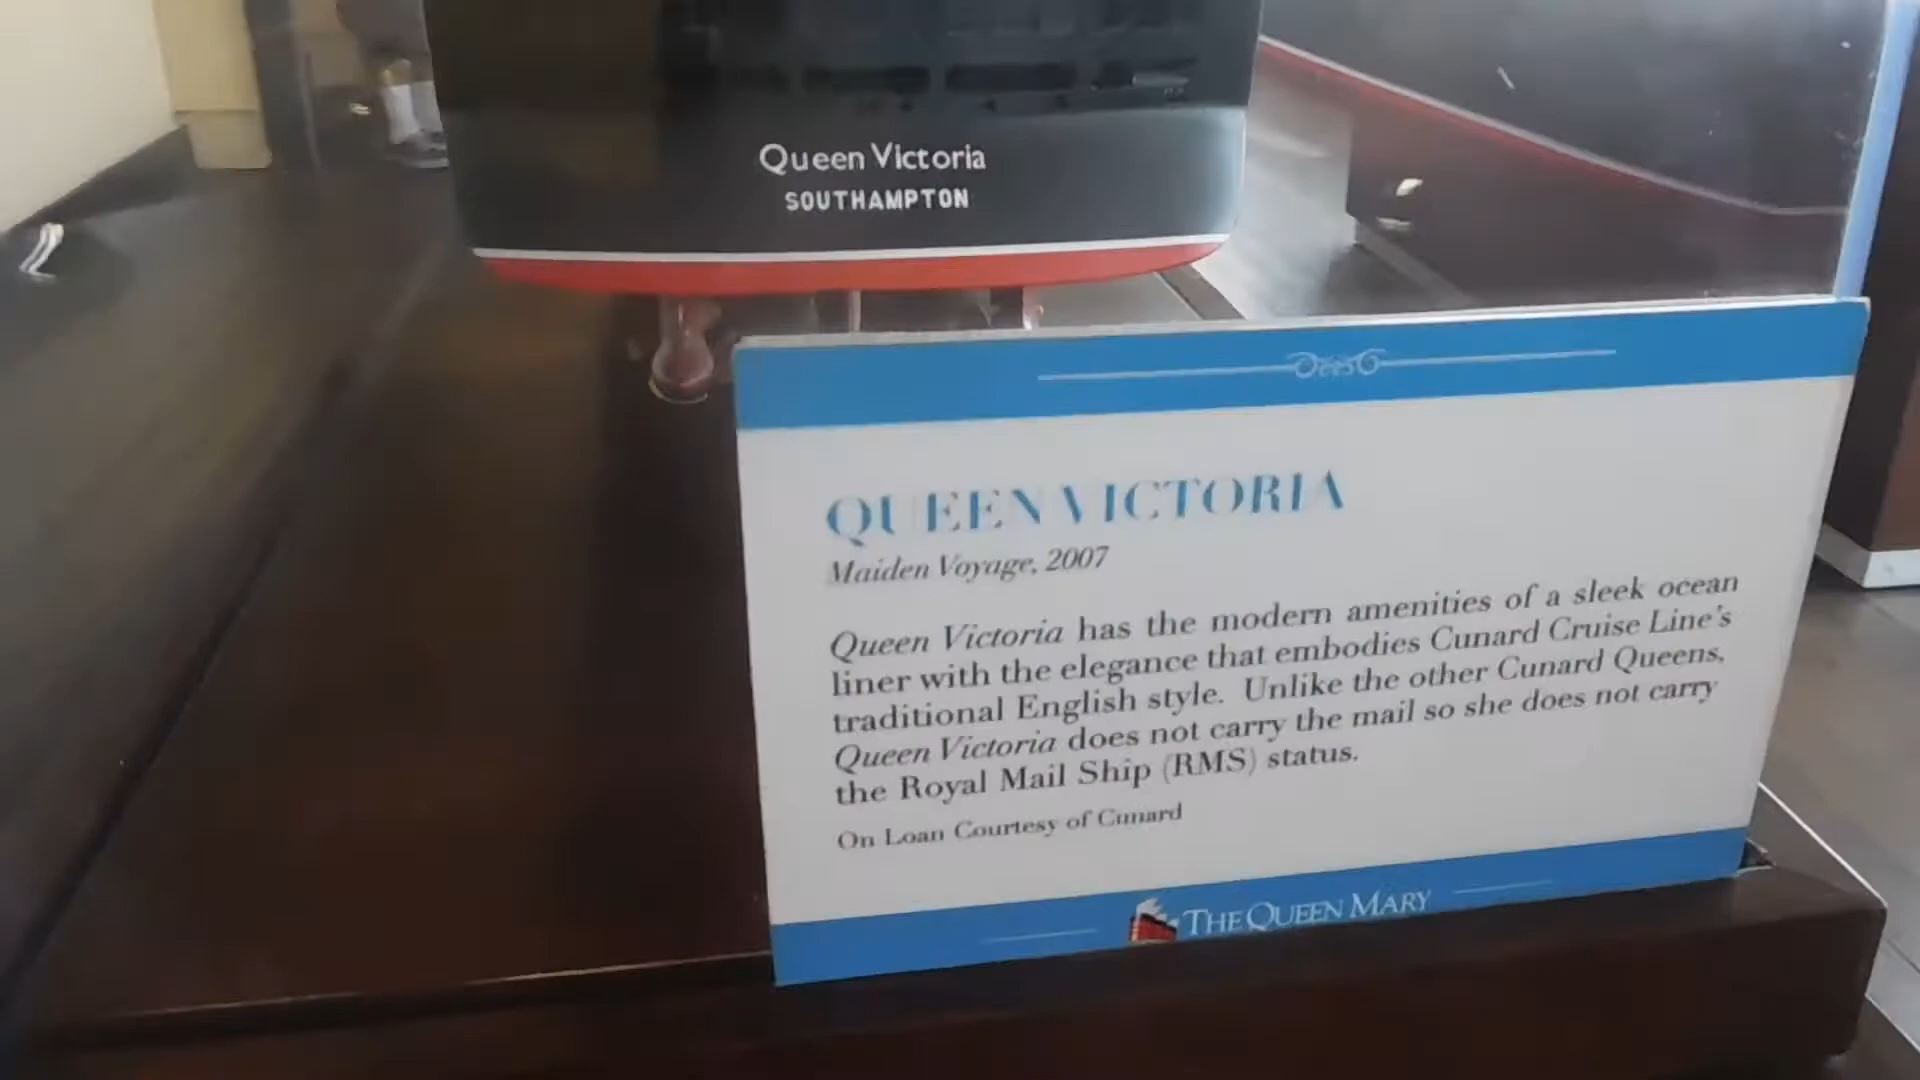 Queen Victoria
SOUTHAMPTON
QUEEN VICTORIA
Maiden Voyage, 2007
Queen Victoria has the modern amenities of a sleek ocean
liner with the elegance that embodies Cunard Cruise Line's
traditional English style. Unlike the other Cunard Queens,
Queen Victoria does not carry the mail so she does not carry
the Royal Mail Ship (RMS) status.
On Loan Courtesy of Cunard
THE QUEEN MARY